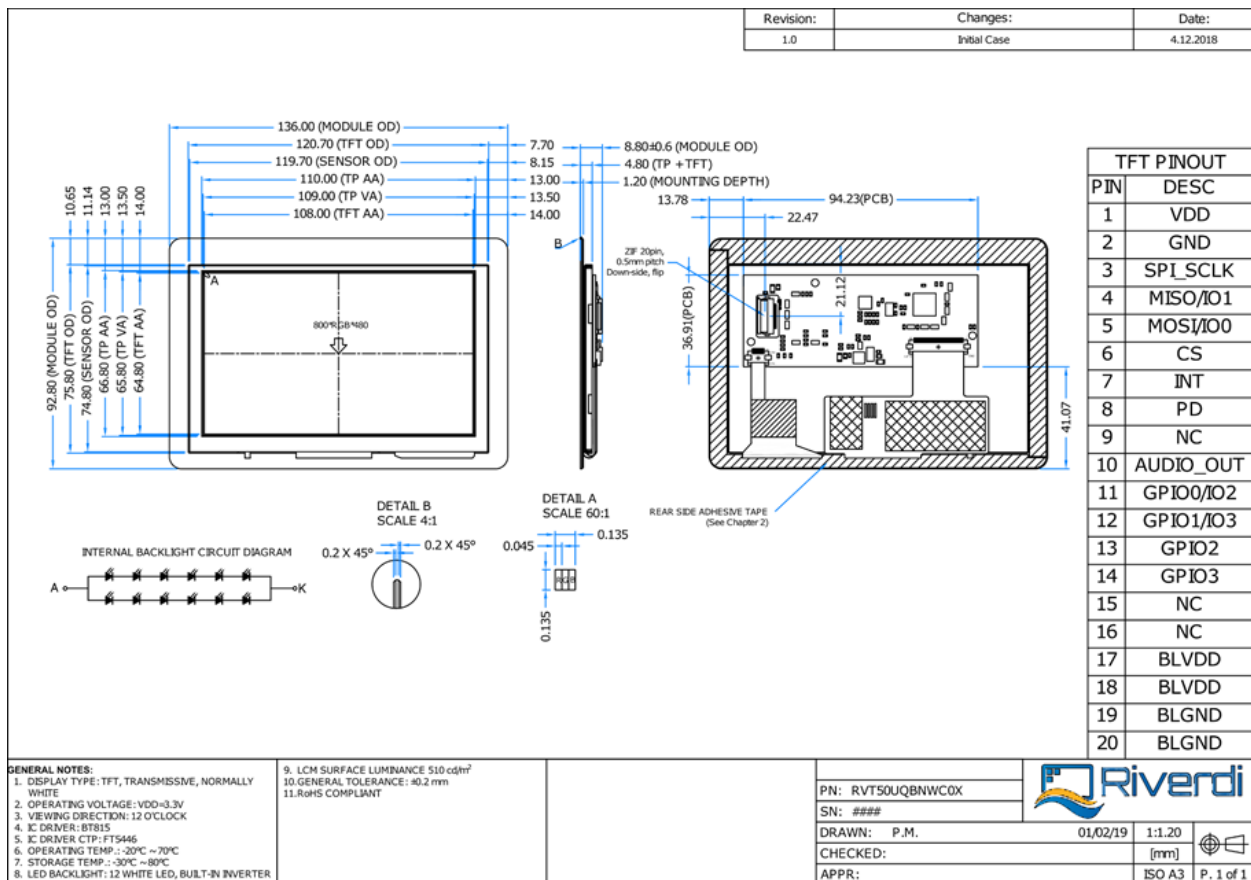 Revision: Changes: Date:
1.0 Initial Case 4.12.2018
136.00 (MODULE OD)
120.70 (TFT OD) 7.70
119.70 (SENSOR OD) 8.15
110.00 (TP AA) 13.00
109.00 (TP VA) 13.50
108.00 (TFT AA) 14.00
8.80±0.6 (MODULE OD)
4.80 (TP +TFT)
1.20 (MOUNTING DEPTH)
10.65
11.14
13.00
13.50
14.00
92.80 (MODULE OD)
75.80 (TFT OD)
74.80 (SENSOR OD)
66.80 (TP AA)
65.80 (TP VA)
64.80 (TFT AA)
A
800*RGB*480
B
13.78
94.23(PCB)
22.47
ZIF 20pin,
0.5mm pitch
Down-side, flip
21.12
36.91(PCB)
41.07
REAR SIDE ADHESIVE TAPE
(See Chapter 2)
TFT PINOUT
PIN DESC
1 VDD
2 GND
3 SPI_SCLK
4 MISO/IO1
5 MOSI/IO0
6 CS
7 INT
8 PD
9 NC
10 AUDIO_OUT
11 GPIO0/IO2
12 GPIO1/IO3
13 GPIO2
14 GPIO3
15 NC
16 NC
17 BLVDD
18 BLVDD
19 BLGND
20 BLGND
INTERNAL BACKLIGHT CIRCUIT DIAGRAM
A K
DETAIL B
SCALE 4:1
0.2 X 45°
0.2 X 45°
DETAIL A
SCALE 60:1
0.135
0.045
R G B
0.135
GENERAL NOTES:
1. DISPLAY TYPE: TFT, TRANSMISSIVE, NORMALLY
WHITE
2. OPERATING VOLTAGE: VDD=3.3V
3. VIEWING DIRECTION: 12 O'CLOCK
4. IC DRIVER: BT815
5. IC DRIVER CTP: FT5446
6. OPERATING TEMP.: -20°C ~70°C
7. STORAGE TEMP.: -30°C ~ 80°C
8. LED BACKLIGHT: 12 WHITE LED, BUILT-IN INVERTER
9. LCM SURFACE LUMINANCE 510 cd/m²
10.GENERAL TOLERANCE: ±0.2 mm
11.RoHS COMPLIANT
PN: RVT50UQBNWC0X
SN: ####
Riverdi
DRAWN: P.M. 01/02/19 1:1.20
CHECKED: [mm]
APPR: ISO A3 P. 1 of 1